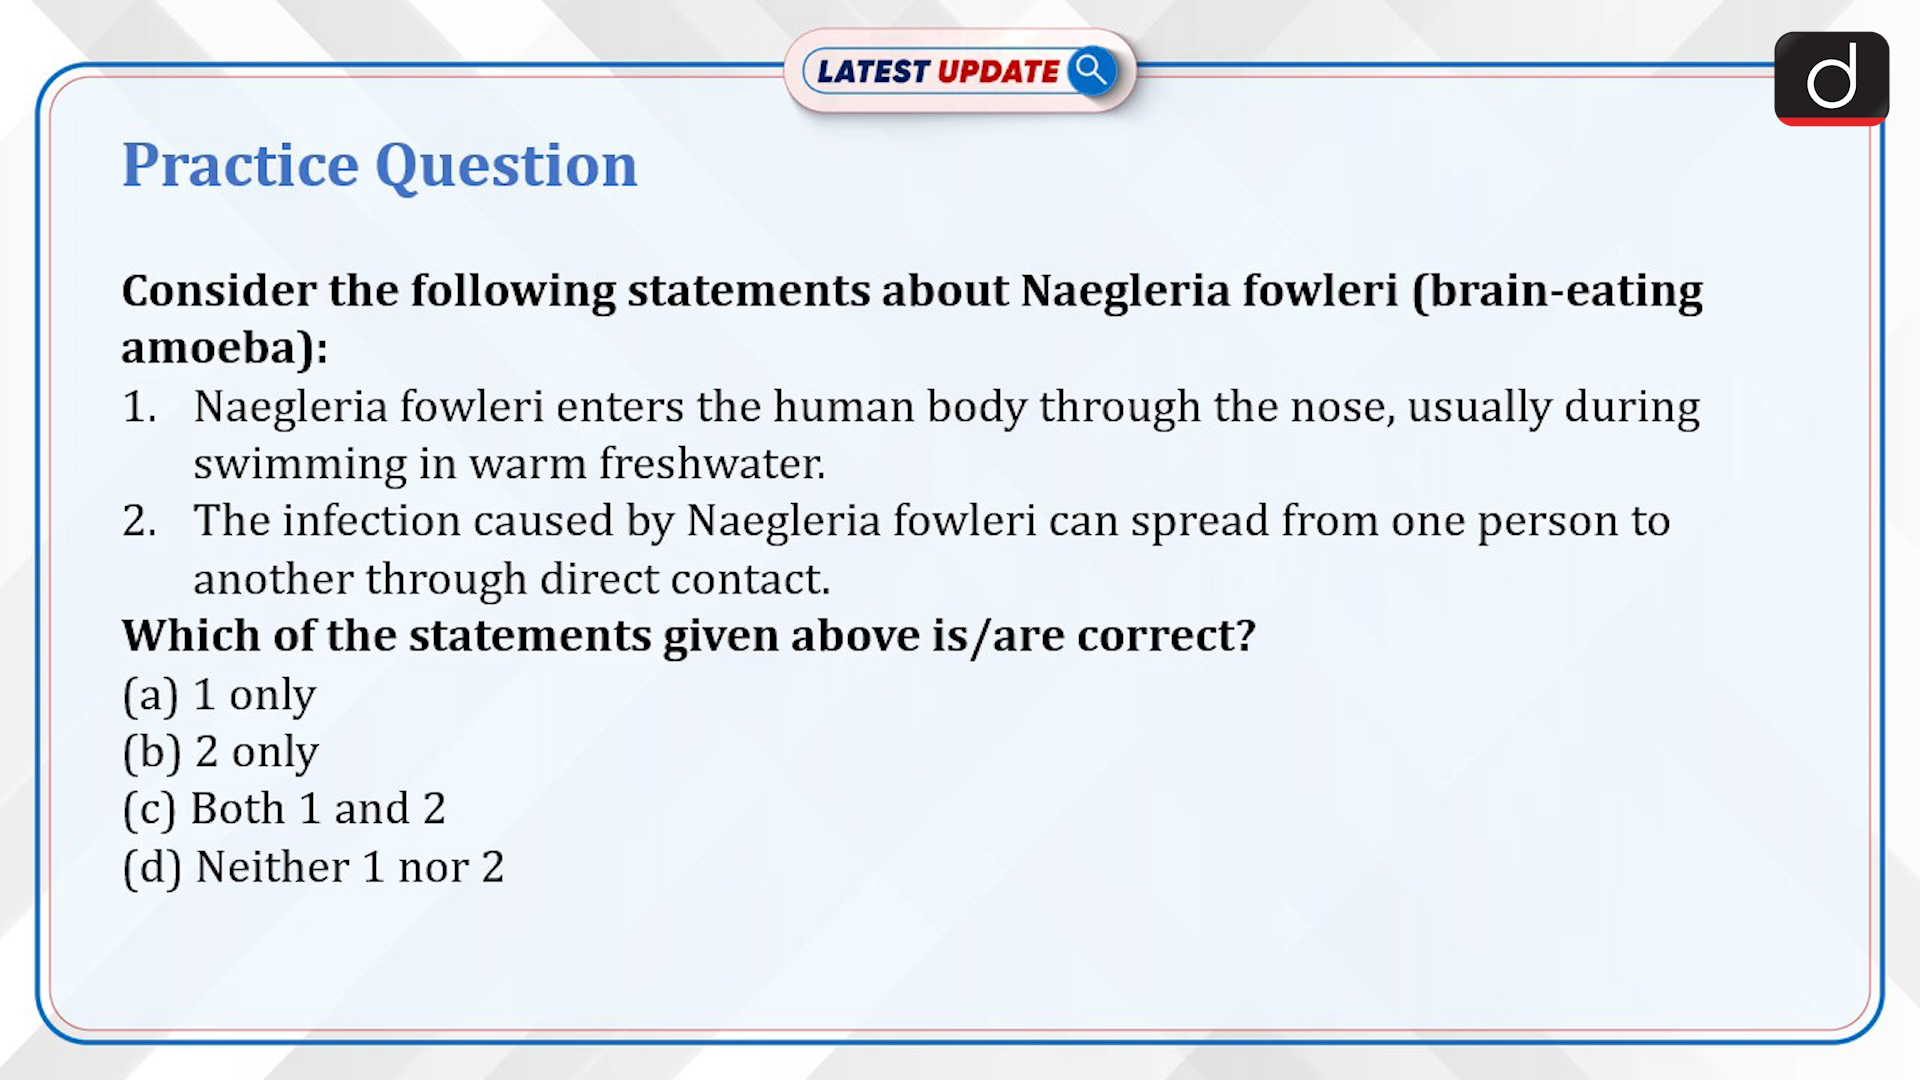 LATEST UPDATE
d
Practice Question
Consider the following statements about Naegleria fowleri (brain-eating
amoeba):
1. Naegleria fowleri enters the human body through the nose, usually during
swimming in warm freshwater.
2. The infection caused by Naegleria fowleri can spread from one person to
another through direct contact.
Which of the statements given above is/are correct?
(a) 1 only
(b) 2 only
(c) Both 1 and 2
(d) Neither 1 nor 2